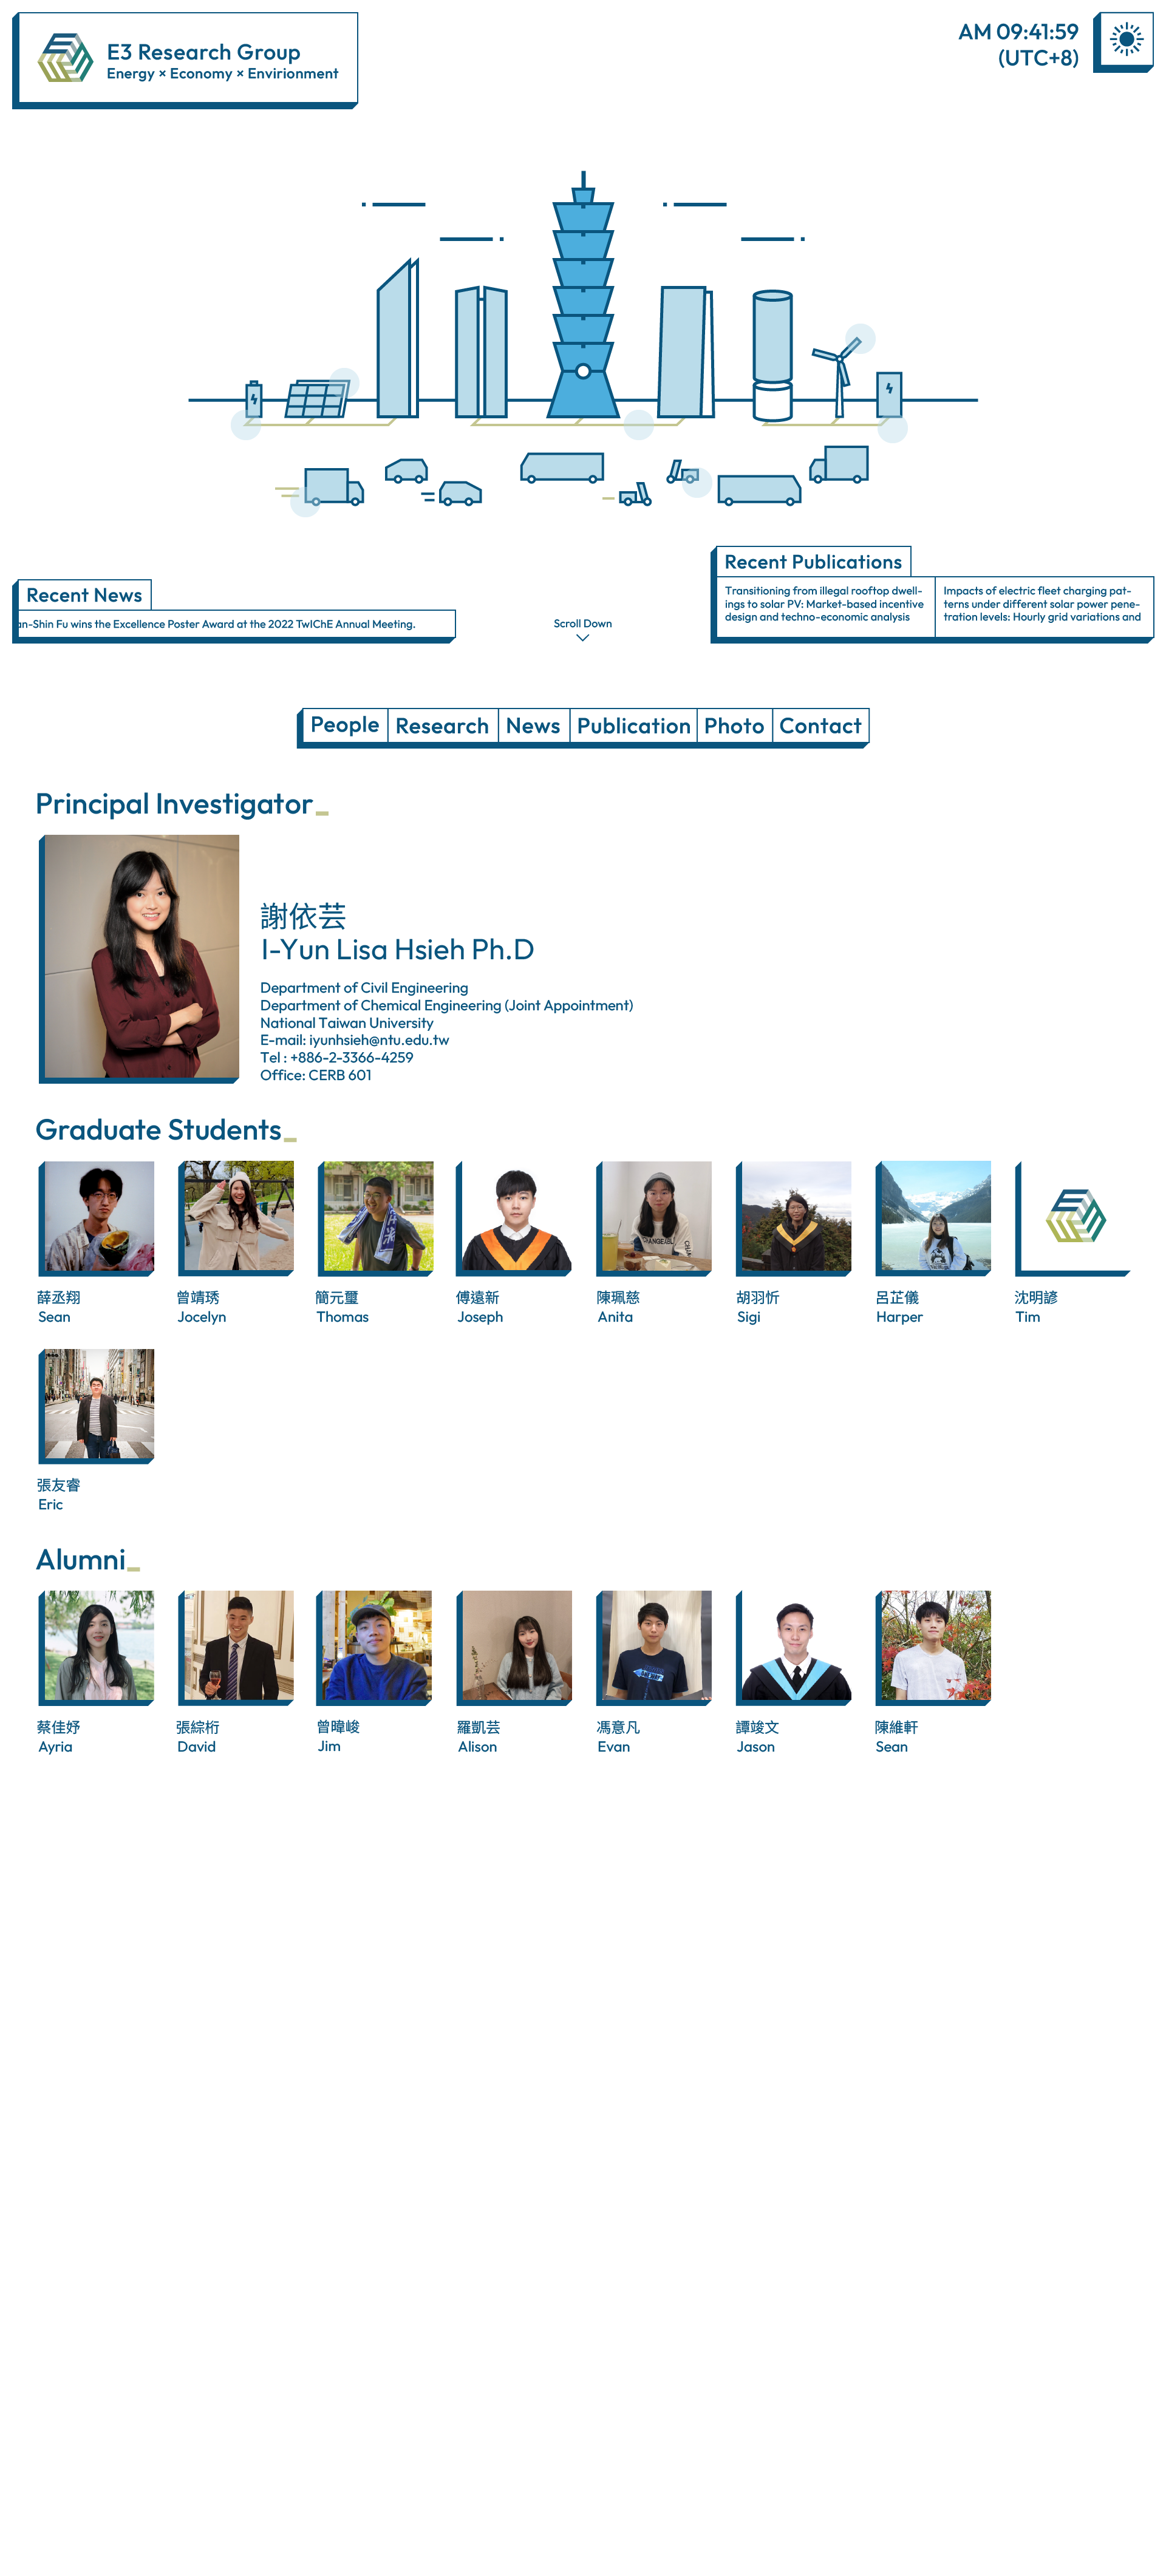 E3 Research Group
Energy × Economy × Envirionment
AM 09:41:59
(UTC+8)
Recent News
an-Shin Fu wins the Excellence Poster Award at the 2022 TwIChE Annual Meeting.
Scroll Down
Recent Publications
Transitioning from illegal rooftop dwell-
ings to solar PV: Market-based incentive
design and techno-economic analysis
Impacts of electric fleet charging pat-
terns under different solar power pene-
tration levels: Hourly grid variations and
People
Research
News
Publication
Photo
Contact
Principal Investigator_
謝依芸
I-Yun Lisa Hsieh Ph.D
Department of Civil Engineering
Department of Chemical Engineering (Joint Appointment)
National Taiwan University
E-mail: iyunhsieh@ntu.edu.tw
Tel : +886-2-3366-4259
Office: CERB 601
Graduate Students_
薛丞翔
Sean
曾靖琇
Jocelyn
簡元璽
Thomas
傅遠新
Joseph
陳珮慈
Anita
胡羽忻
Sigi
呂芷儀
Harper
沈明諺
Tim
張友睿
Eric
Alumni_
蔡佳妤
Ayria
張綜桁
David
曾暐峻
Jim
羅凱芸
Alison
馮意凡
Evan
譚竣文
Jason
陳維軒
Sean